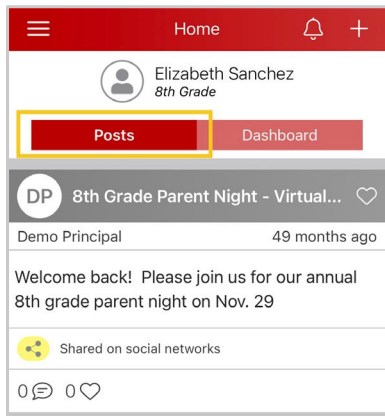 Home
Elizabeth Sanchez
8th Grade
Posts Dashboard
DP 8th Grade Parent Night - Virtual...
Demo Principal 49 months ago
Welcome back!  Please join us for our annual
8th grade parent night on Nov. 29
Shared on social networks
0 0